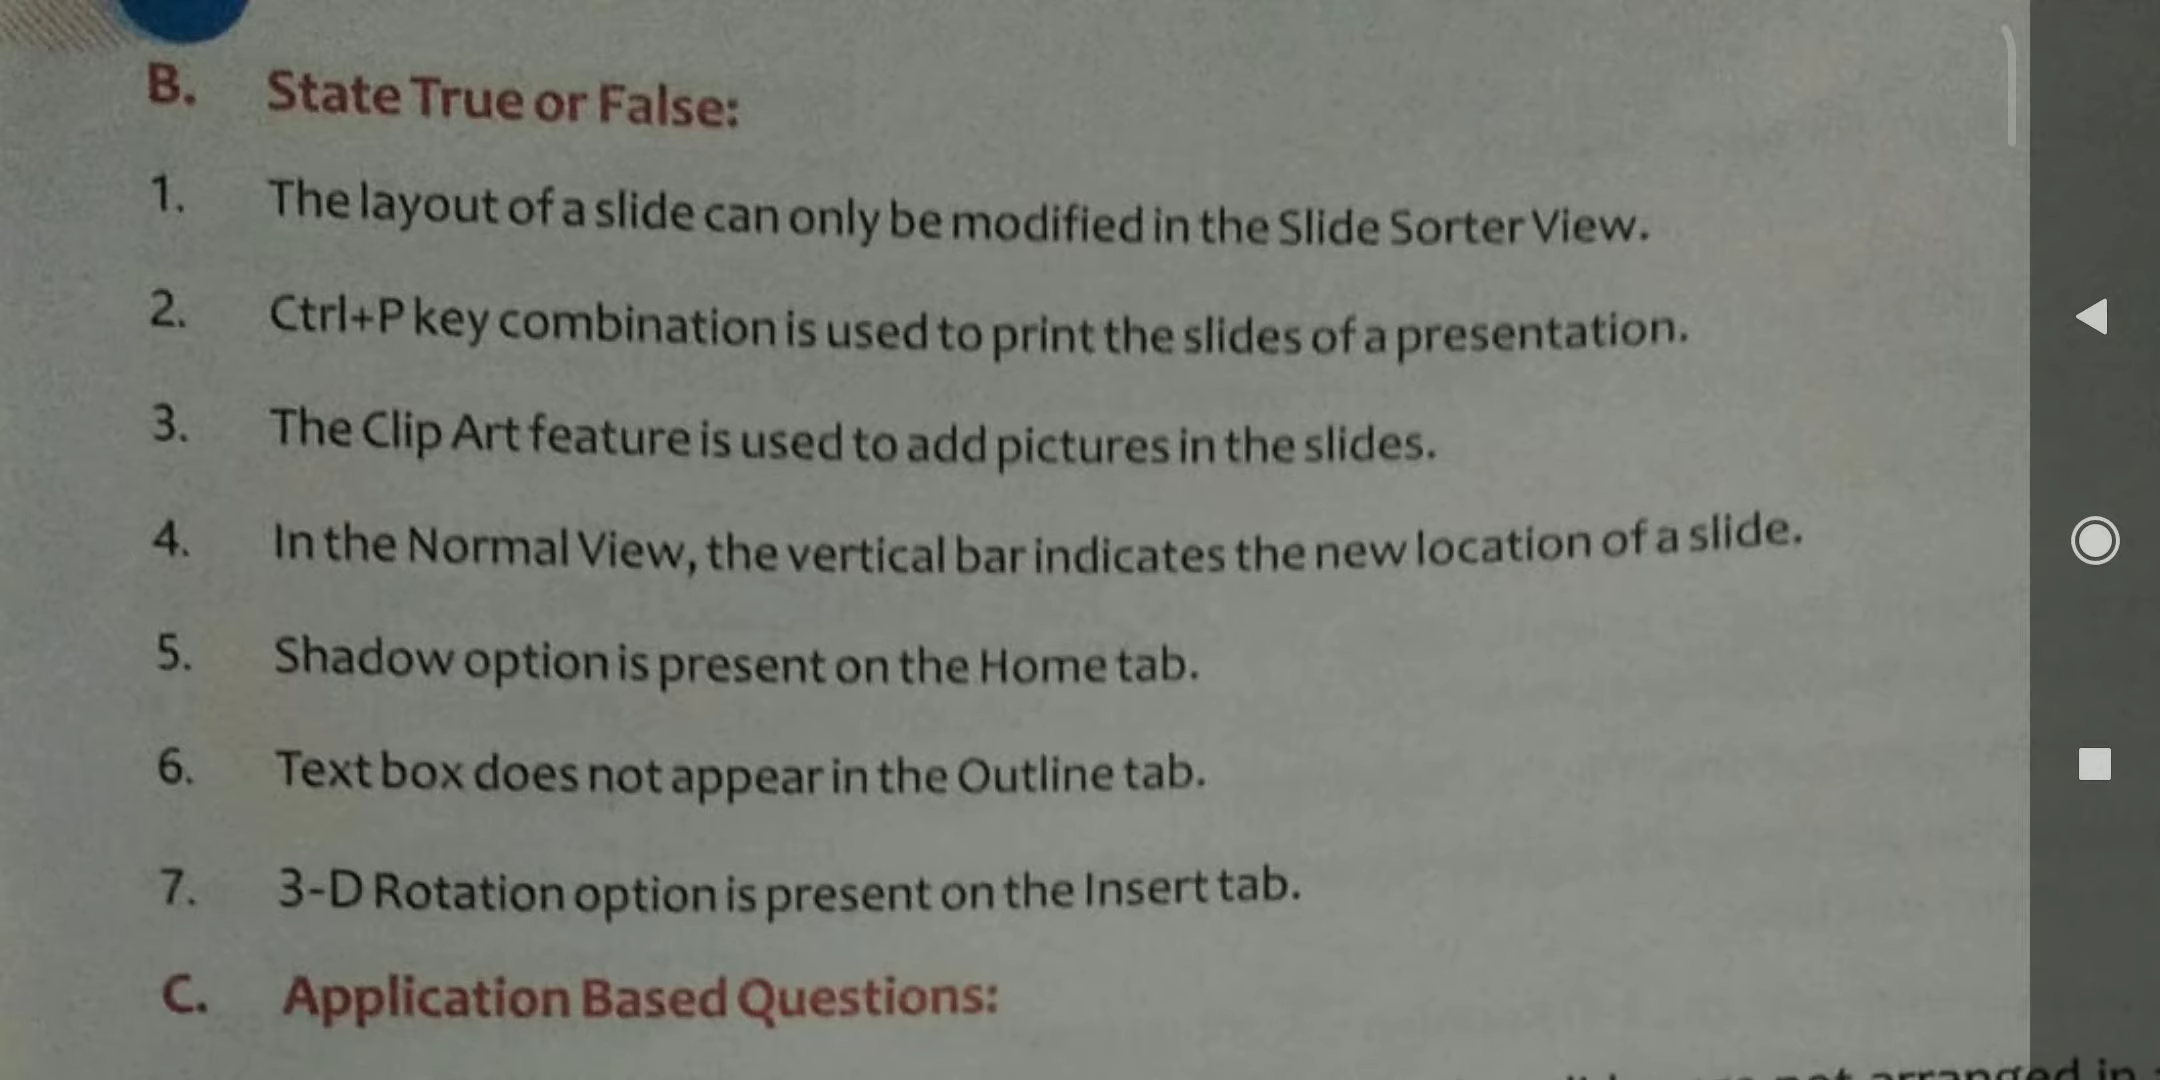 B. State True or False:
1. The layout of a slide can only be modified in the Slide Sorter View.
2. Ctrl+P key combination is used to print the slides of a presentation.
3. The Clip Art feature is used to add pictures in the slides.
4. In the Normal View, the vertical bar indicates the new location of a slide.
5. Shadow option is present on the Home tab.
6. Text box does not appear in the Outline tab.
7. 3-D Rotation option is present on the Insert tab.
C. Application Based Questions:
not arranged in